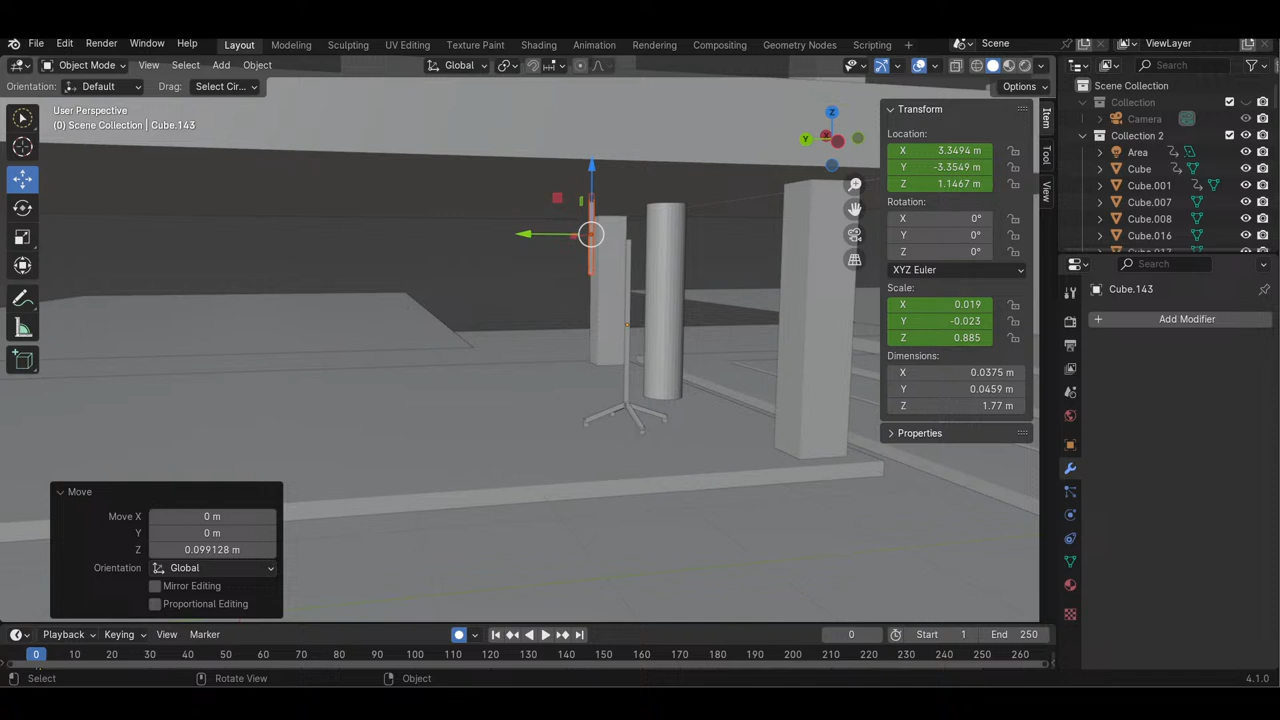 File Edit Render Window Help Layout Modeling Sculpting UV Editing Texture Paint Shading Animation Rendering Compositing Geometry Nodes Scripting + Scene ViewLayer
Object Mode View Select Add Object Global Search
Orientation: Default Drag: Select Cir... Options
User Perspective
(0) Scene Collection | Cube.143
Z
Y
X
Transform
Location:
X 3.3494 m
Y -3.3549 m
Z 1.1467 m
Rotation:
X 0°
Y 0°
Z 0°
XYZ Euler
Scale:
X 0.019
Y -0.023
Z 0.885
Dimensions:
X 0.0375 m
Y 0.0459 m
Z 1.77 m
Properties
Item
Tool
View
Scene Collection
Collection
Camera
Collection 2
Area
Cube
Cube.001
Cube.007
Cube.008
Cube.016
Search
Cube.143
+ Add Modifier
Move
Move X 0 m
Y 0 m
Z 0.099128 m
Orientation Global
Mirror Editing
Proportional Editing
Playback Keying View Marker 0 Start 1 End 250
0 10 20 30 40 50 60 70 80 90 100 110 120 130 140 150 160 170 180 190 200 210 220 230 240 250 260
Select Rotate View Object 4.1.0